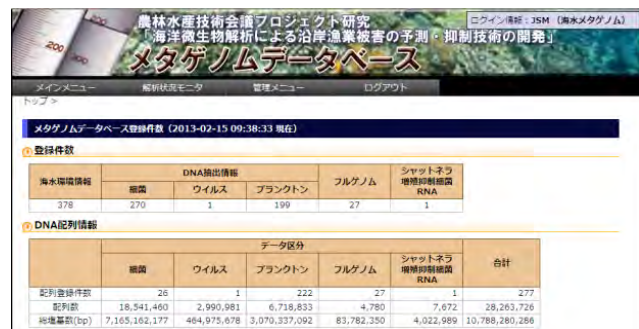 農林水産技術会議プロジェクト研究
ログイン情報:JSM (海水メタゲノム)
「海洋微生物解析による沿岸漁業被害の予測・抑制技術の開発」
メタゲノムデータベース
メインメニュー 解析状況モニタ 管理メニュー ログアウト
トップ >
メタゲノムデータベース登録件数 (2013-02-15 09:38:33 現在)
登録件数
海水環境情報 DNA抽出情報 フルゲノム シャットネラ増殖抑制細菌RNA
細菌 ウイルス プランクトン
378 270 1 199 27 1
DNA配列情報
データ区分 合計
細菌 ウイルス プランクトン フルゲノム シャットネラ増殖抑制細菌RNA
配列登録件数 26 1 222 27 1 277
配列数 18,541,460 2,990,981 6,718,833 4,780 7,672 28,263,726
総塩基数(bp) 7,165,162,177 464,975,678 3,070,337,092 83,782,350 4,022,989 10,788,280,286